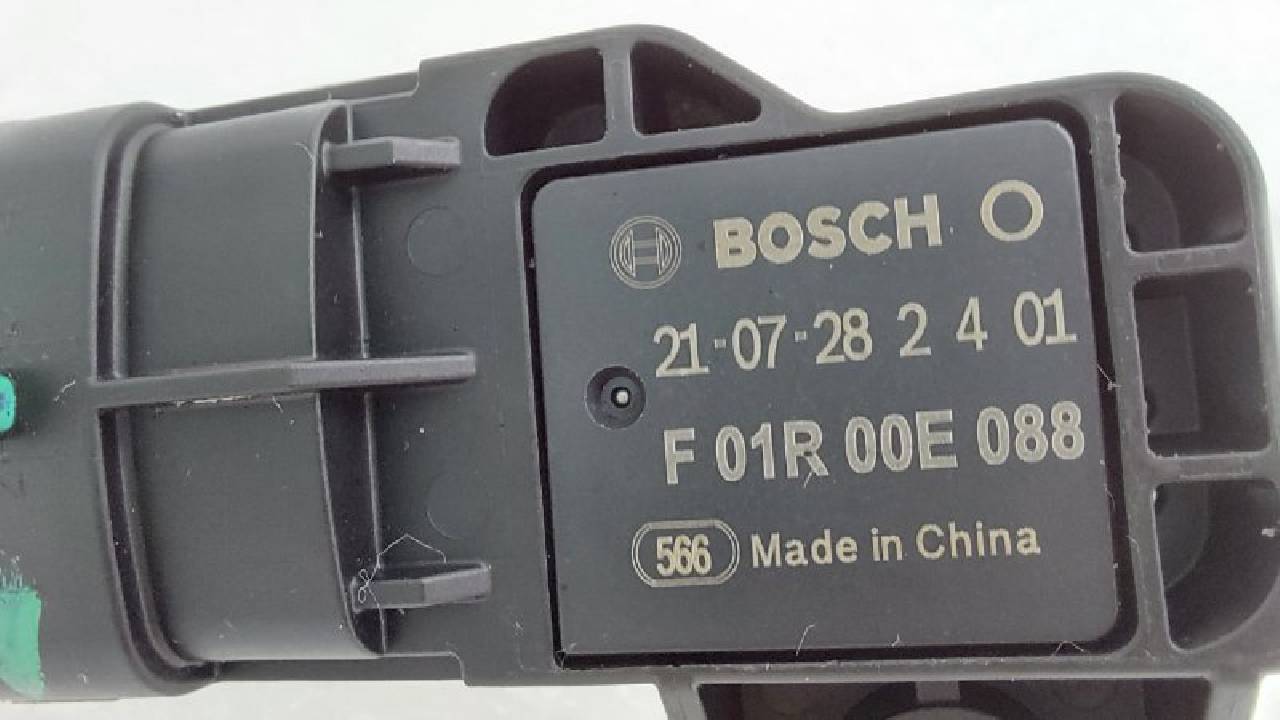 BOSCH
21-07-28 2 4 01
F 01R 00E 088
566 Made in China